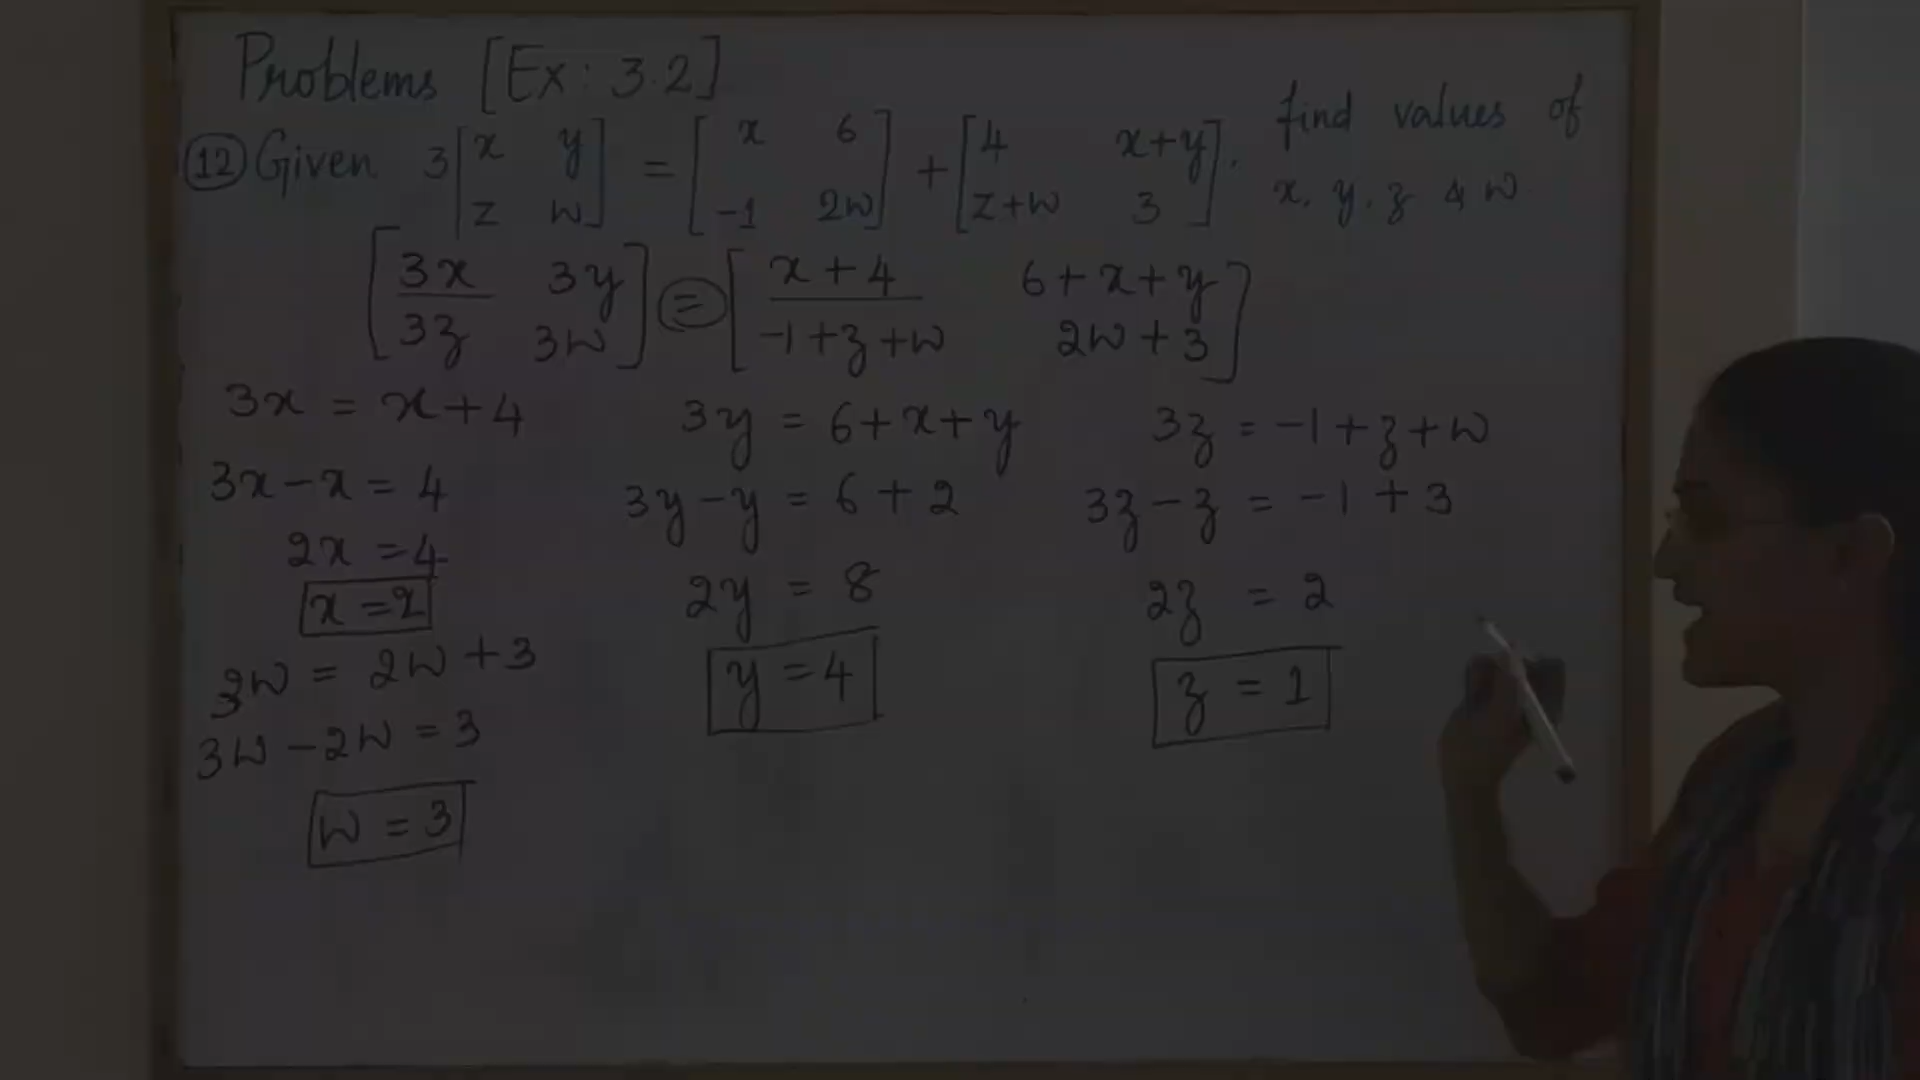 Problems [Ex: 3.2]
(12) Given 3[x y; z w] = [x 6; -1 2w] + [4 x+y; z+w 3]. find values of x, y, z & w
[3x 3y; 3z 3w] = [x+4 6+x+y; -1+z+w 2w+3]
3x = x+4
3x-x = 4
2x = 4
x = 2
3w = 2w+3
3w-2w = 3
w = 3
3y = 6+x+y
3y-y = 6+2
2y = 8
y = 4
3z = -1+z+w
3z-z = -1+3
2z = 2
z = 1